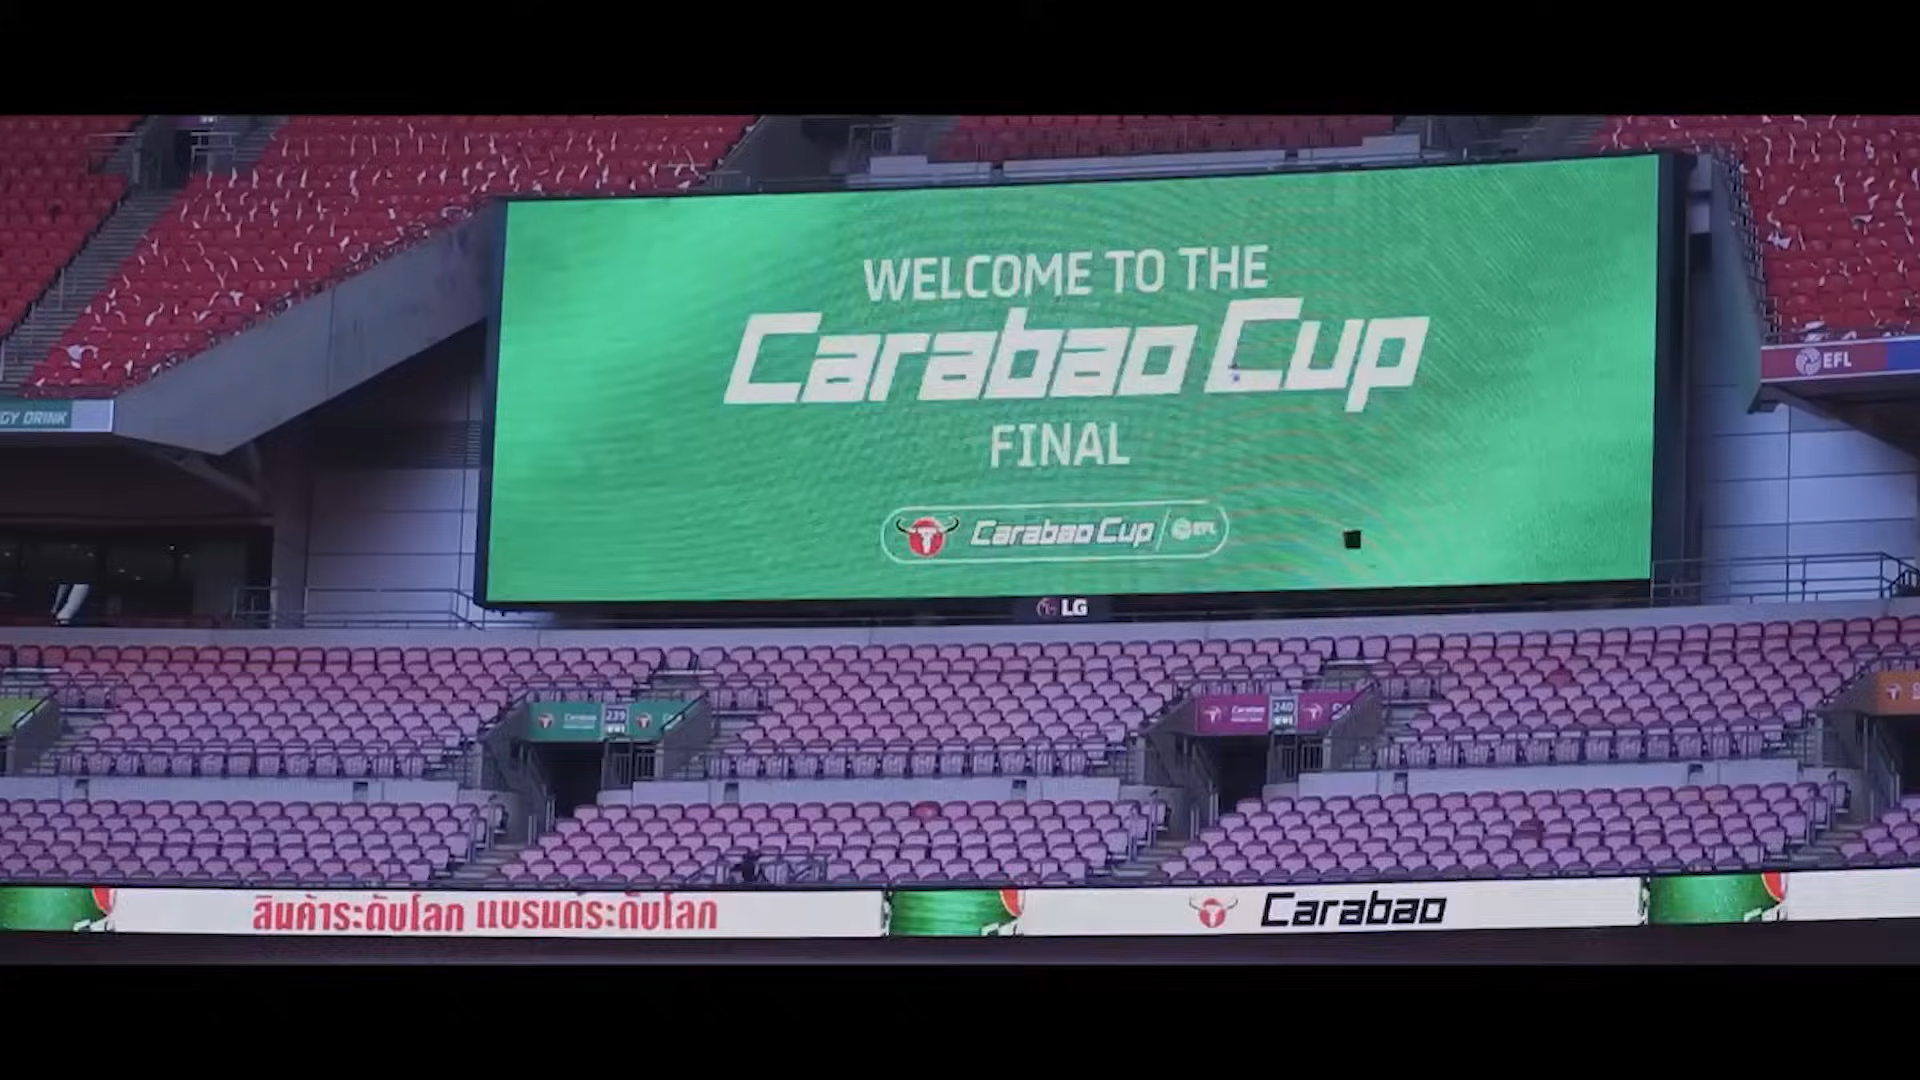 WELCOME TO THE
Carabao Cup
FINAL
EFL
GY DRINK
Carabao Cup EFL
LG
239
Carabao 240
สินค้าระดับโลก แบรนด์ระดับโลก
Carabao